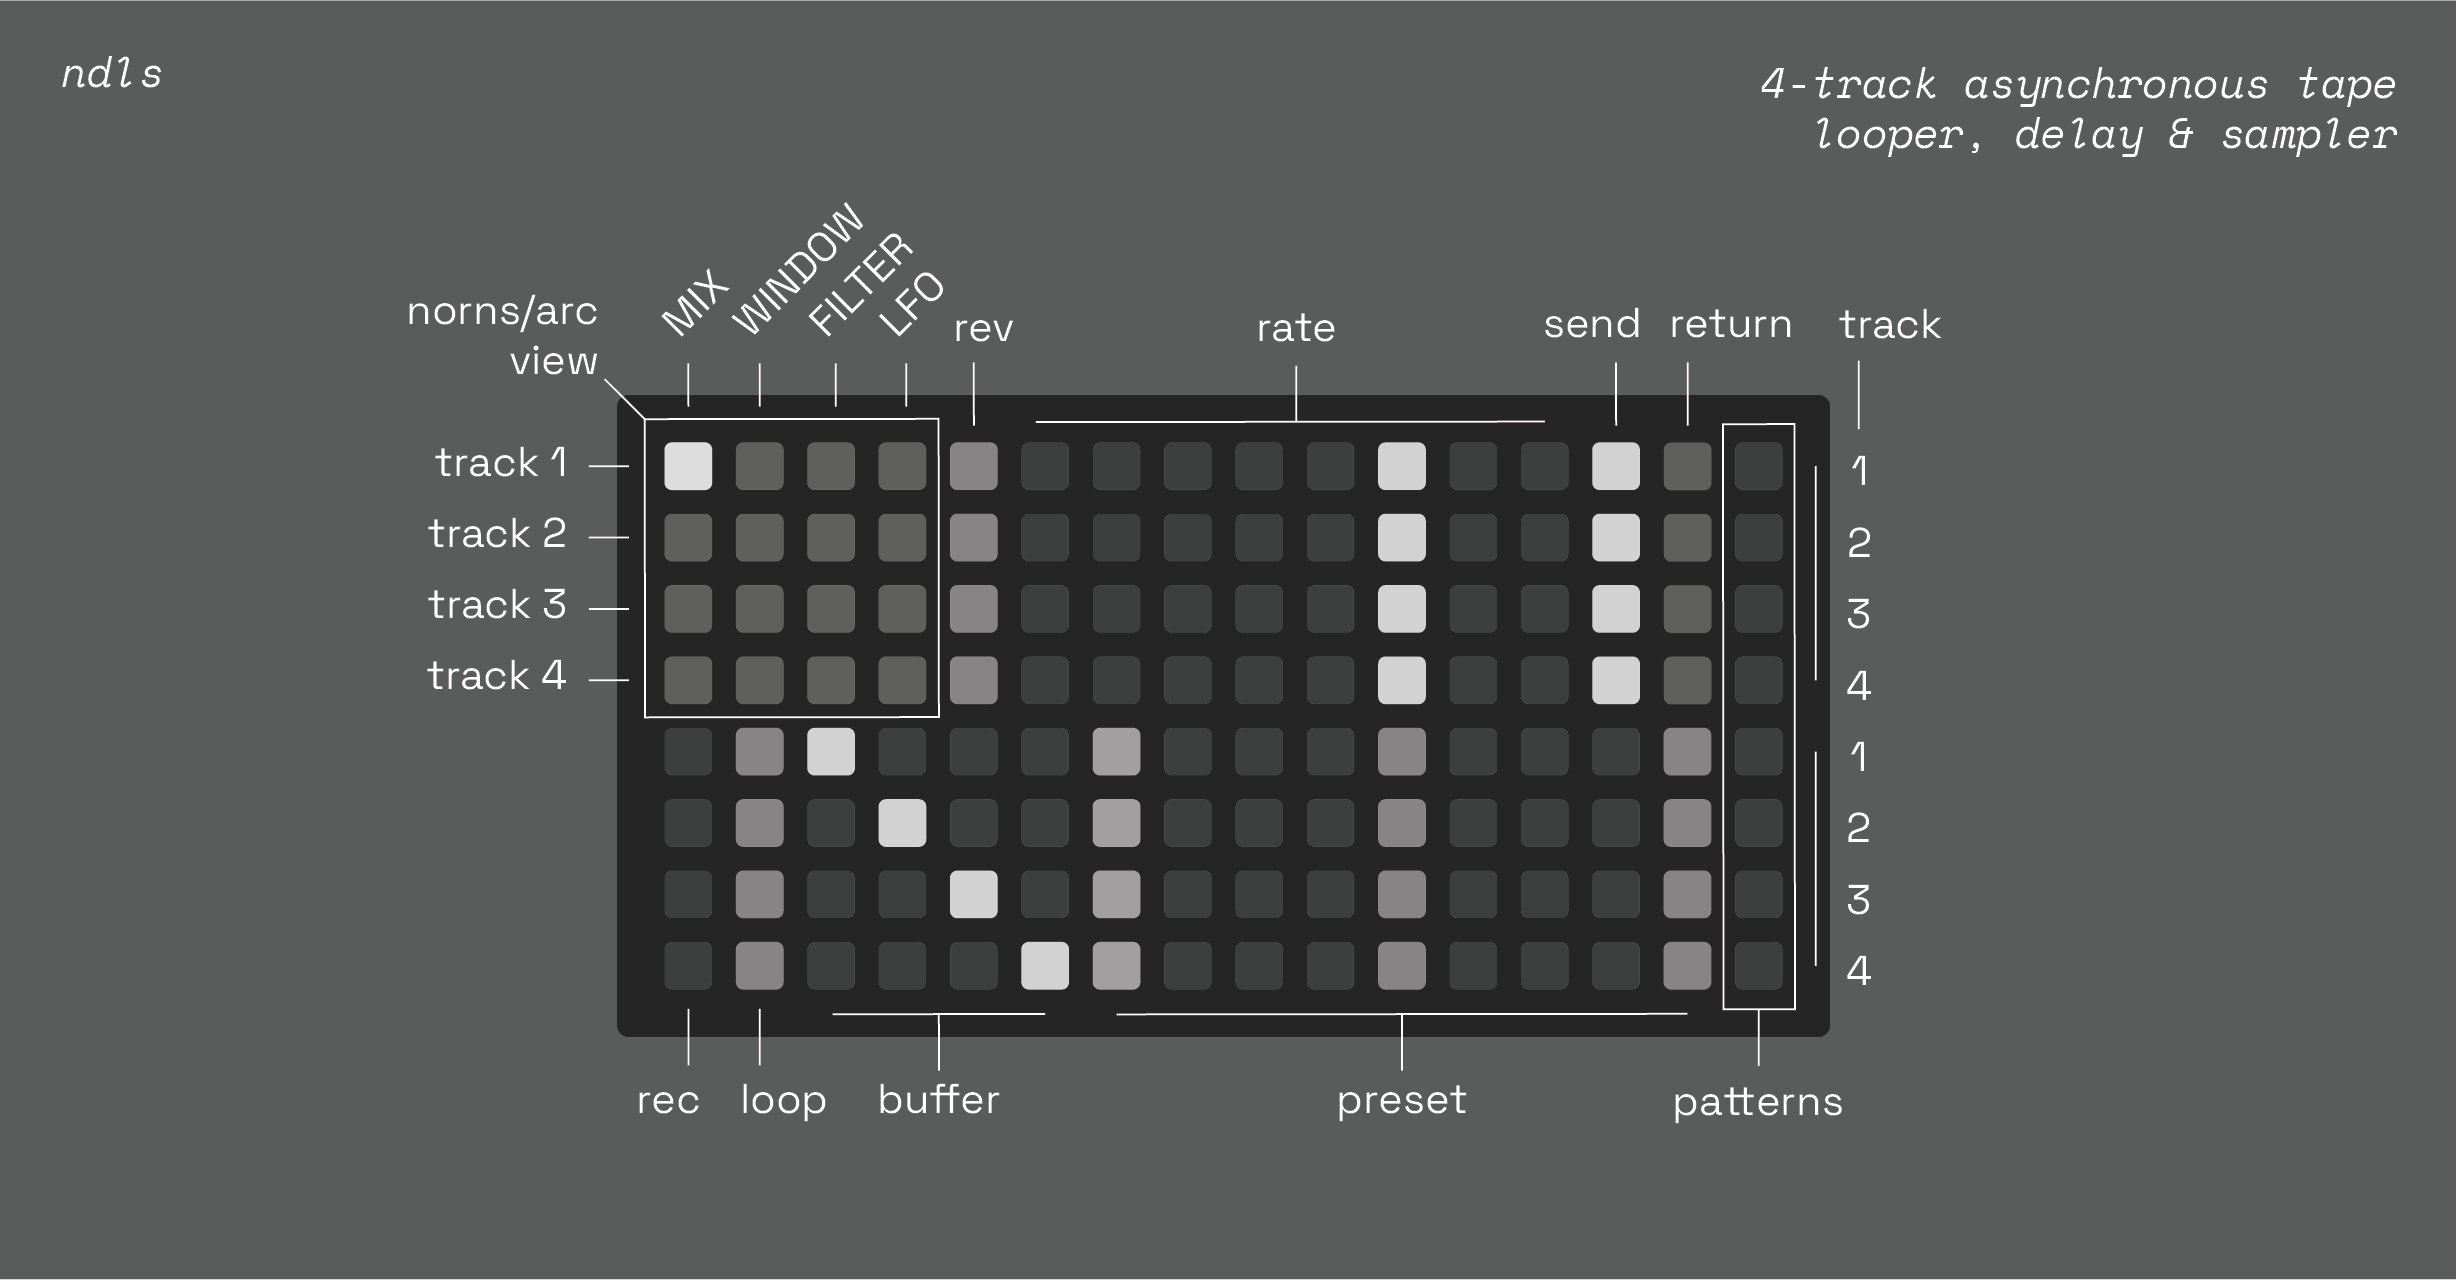 ndls
4-track asynchronous tape
looper, delay & sampler
norns/arc
view
MIX
WINDOW
FILTER
LFO
rev
rate
send
return
track
track 1
track 2
track 3
track 4
1
2
3
4
1
2
3
4
rec
loop
buffer
preset
patterns